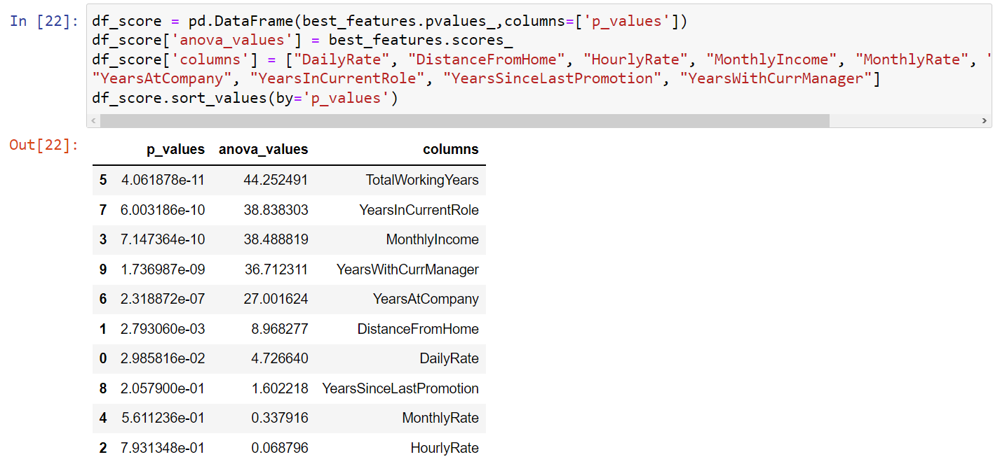 In [22]: df_score = pd.DataFrame(best_features.pvalues_,columns=['p_values'])
df_score['anova_values'] = best_features.scores_
df_score['columns'] = ["DailyRate", "DistanceFromHome", "HourlyRate", "MonthlyIncome", "MonthlyRate", "
"YearsAtCompany", "YearsInCurrentRole", "YearsSinceLastPromotion", "YearsWithCurrManager"]
df_score.sort_values(by='p_values')
Out[22]:
p_values anova_values columns
5 4.061878e-11 44.252491 TotalWorkingYears
7 6.003186e-10 38.838303 YearsInCurrentRole
3 7.147364e-10 38.488819 MonthlyIncome
9 1.736987e-09 36.712311 YearsWithCurrManager
6 2.318872e-07 27.001624 YearsAtCompany
1 2.793060e-03 8.968277 DistanceFromHome
0 2.985816e-02 4.726640 DailyRate
8 2.057900e-01 1.602218 YearsSinceLastPromotion
4 5.611236e-01 0.337916 MonthlyRate
2 7.931348e-01 0.068796 HourlyRate